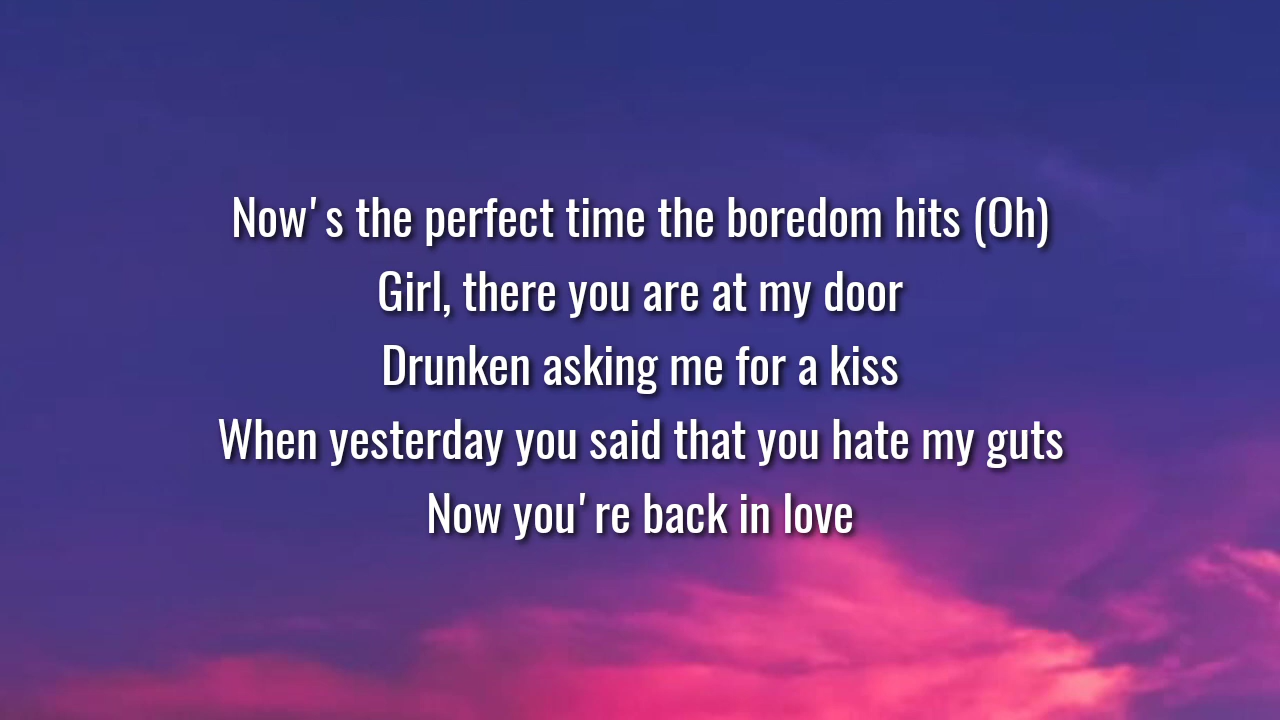 Now's the perfect time the boredom hits (Oh)
Girl, there you are at my door
Drunken asking me for a kiss
When yesterday you said that you hate my guts
Now you're back in love